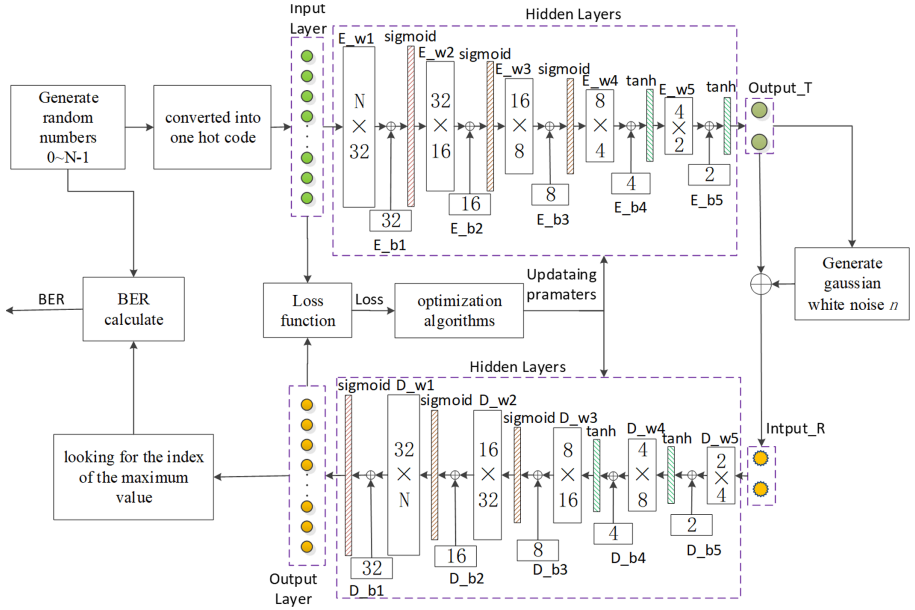 Input
Layer
Hidden Layers
E_w1
sigmoid
E_w2
sigmoid
E_w3
sigmoid
E_w4
tanh
E_w5
tanh
Output_T
Generate
random
numbers
0~N-1
converted into
one hot code
N
×
32
32
×
16
16
×
8
8
×
4
4
×
2
32
16
8
4
2
E_b1
E_b2
E_b3
E_b4
E_b5
BER
BER
calculate
Loss
function
Loss
optimization
algorithms
Updataing
pramaters
Generate
gaussian
white noise n
Hidden Layers
sigmoid
D_w1
sigmoid
D_w2
sigmoid
D_w3
tanh
D_w4
tanh
D_w5
Intput_R
looking for the index
of the maximum
value
32
×
N
16
×
32
8
×
16
4
×
8
2
×
4
32
16
8
4
2
D_b1
D_b2
D_b3
D_b4
D_b5
Output
Layer